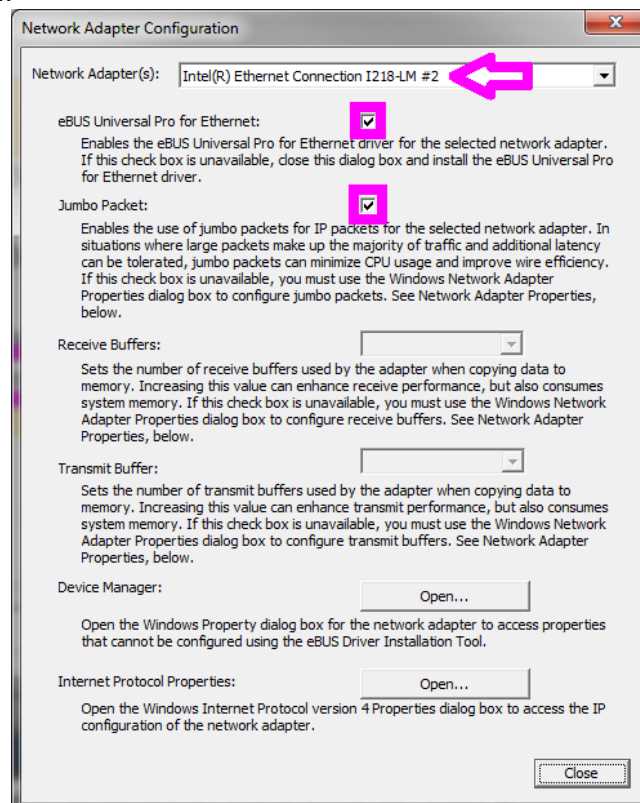 Network Adapter Configuration
Network Adapter(s): Intel(R) Ethernet Connection I218-LM #2
eBUS Universal Pro for Ethernet:
Enables the eBUS Universal Pro for Ethernet driver for the selected network adapter.
If this check box is unavailable, close this dialog box and install the eBUS Universal Pro
for Ethernet driver.
Jumbo Packet:
Enables the use of jumbo packets for IP packets for the selected network adapter. In
situations where large packets make up the majority of traffic and additional latency
can be tolerated, jumbo packets can minimize CPU usage and improve wire efficiency.
If this check box is unavailable, you must use the Windows Network Adapter
Properties dialog box to configure jumbo packets. See Network Adapter Properties,
below.
Receive Buffers:
Sets the number of receive buffers used by the adapter when copying data to
memory. Increasing this value can enhance receive performance, but also consumes
system memory. If this check box is unavailable, you must use the Windows Network
Adapter Properties dialog box to configure receive buffers. See Network Adapter
Properties, below.
Transmit Buffer:
Sets the number of transmit buffers used by the adapter when copying data to
memory. Increasing this value can enhance transmit performance, but also consumes
system memory. If this check box is unavailable, you must use the Windows Network
Adapter Properties dialog box to configure transmit buffers. See Network Adapter
Properties, below.
Device Manager: Open...
Open the Windows Property dialog box for the network adapter to access properties
that cannot be configured using the eBUS Driver Installation Tool.
Internet Protocol Properties: Open...
Open the Windows Internet Protocol version 4 Properties dialog box to access the IP
configuration of the network adapter.
Close